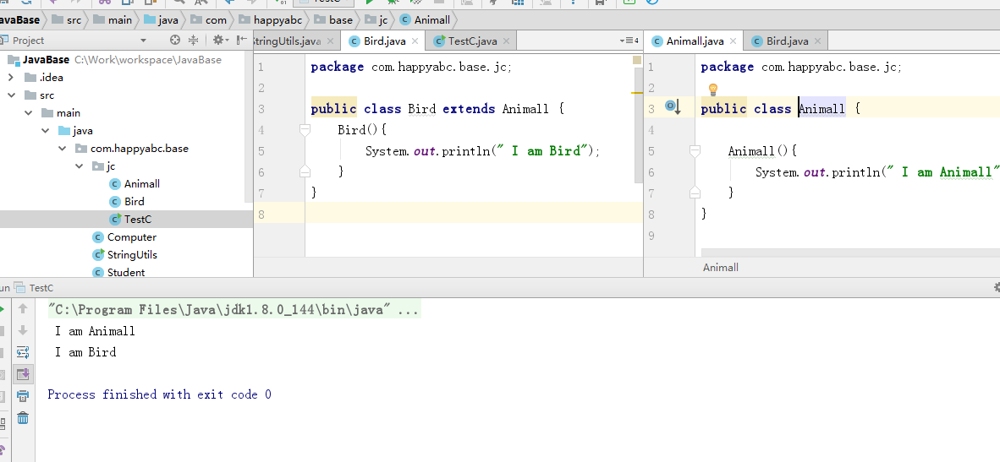 TestC
JavaBase src main java com happyabc base jc Animall
Project
StringUtils.java Bird.java TestC.java 4 Animall.java Bird.java
JavaBase C:\Work\workspace\JavaBase
.idea
src
main
java
com.happyabc.base
jc
Animall
Bird
TestC
Computer
StringUtils
Student
1 package com.happyabc.base.jc;
2
3 public class Bird extends Animall {
4 Bird(){
5 System.out.println(" I am Bird");
6 }
7 }
8
1 package com.happyabc.base.jc;
2
3 public class Animall {
4
5 Animall(){
6 System.out.println(" I am Animall"
7 }
8 }
9
Animall
un TestC
"C:\Program Files\Java\jdk1.8.0_144\bin\java" ...
I am Animall
I am Bird
Process finished with exit code 0